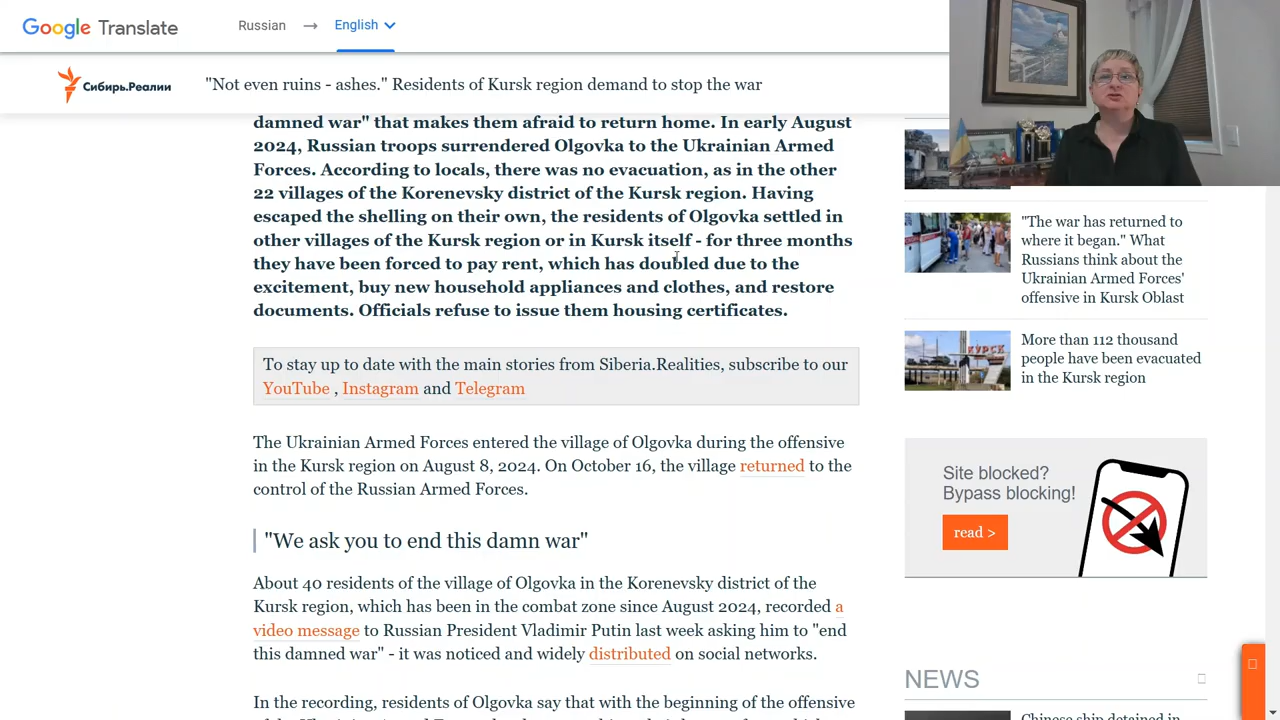 Google Translate
Russian → English
Сибирь.Реалии
"Not even ruins - ashes." Residents of Kursk region demand to stop the war
damned war" that makes them afraid to return home. In early August
2024, Russian troops surrendered Olgovka to the Ukrainian Armed
Forces. According to locals, there was no evacuation, as in the other
22 villages of the Korenevsky district of the Kursk region. Having
escaped the shelling on their own, the residents of Olgovka settled in
other villages of the Kursk region or in Kursk itself - for three months
they have been forced to pay rent, which has doubled due to the
excitement, buy new household appliances and clothes, and restore
documents. Officials refuse to issue them housing certificates.
To stay up to date with the main stories from Siberia.Realities, subscribe to our
YouTube , Instagram and Telegram
The Ukrainian Armed Forces entered the village of Olgovka during the offensive
in the Kursk region on August 8, 2024. On October 16, the village returned to the
control of the Russian Armed Forces.
"We ask you to end this damn war"
About 40 residents of the village of Olgovka in the Korenevsky district of the
Kursk region, which has been in the combat zone since August 2024, recorded a
video message to Russian President Vladimir Putin last week asking him to "end
this damned war" - it was noticed and widely distributed on social networks.
In the recording, residents of Olgovka say that with the beginning of the offensive
"The war has returned to
where it began." What
Russians think about the
Ukrainian Armed Forces'
offensive in Kursk Oblast
КУРСК
More than 112 thousand
people have been evacuated
in the Kursk region
Site blocked?
Bypass blocking!
read >
NEWS
Chinese ship detained in